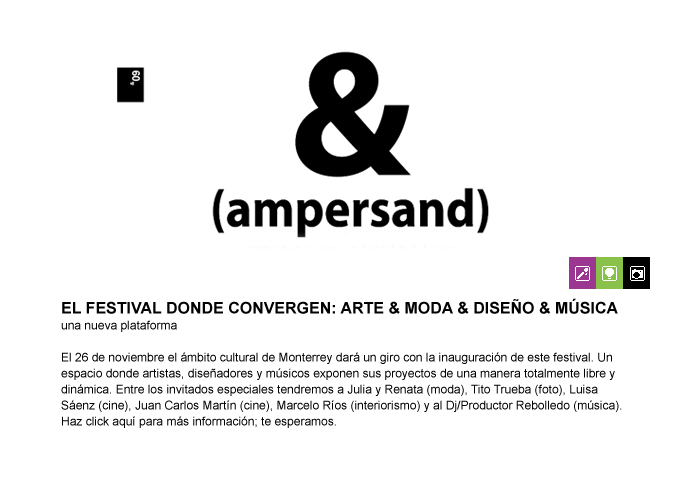 60s
&
(ampersand)
EL FESTIVAL DONDE CONVERGEN: ARTE & MODA & DISEÑO & MÚSICA
una nueva plataforma
El 26 de noviembre el ámbito cultural de Monterrey dará un giro con la inauguración de este festival. Un
espacio donde artistas, diseñadores y músicos exponen sus proyectos de una manera totalmente libre y
dinámica. Entre los invitados especiales tendremos a Julia y Renata (moda), Tito Trueba (foto), Luisa
Sáenz (cine), Juan Carlos Martín (cine), Marcelo Ríos (interiorismo) y al Dj/Productor Rebolledo (música).
Haz click aquí para más información; te esperamos.